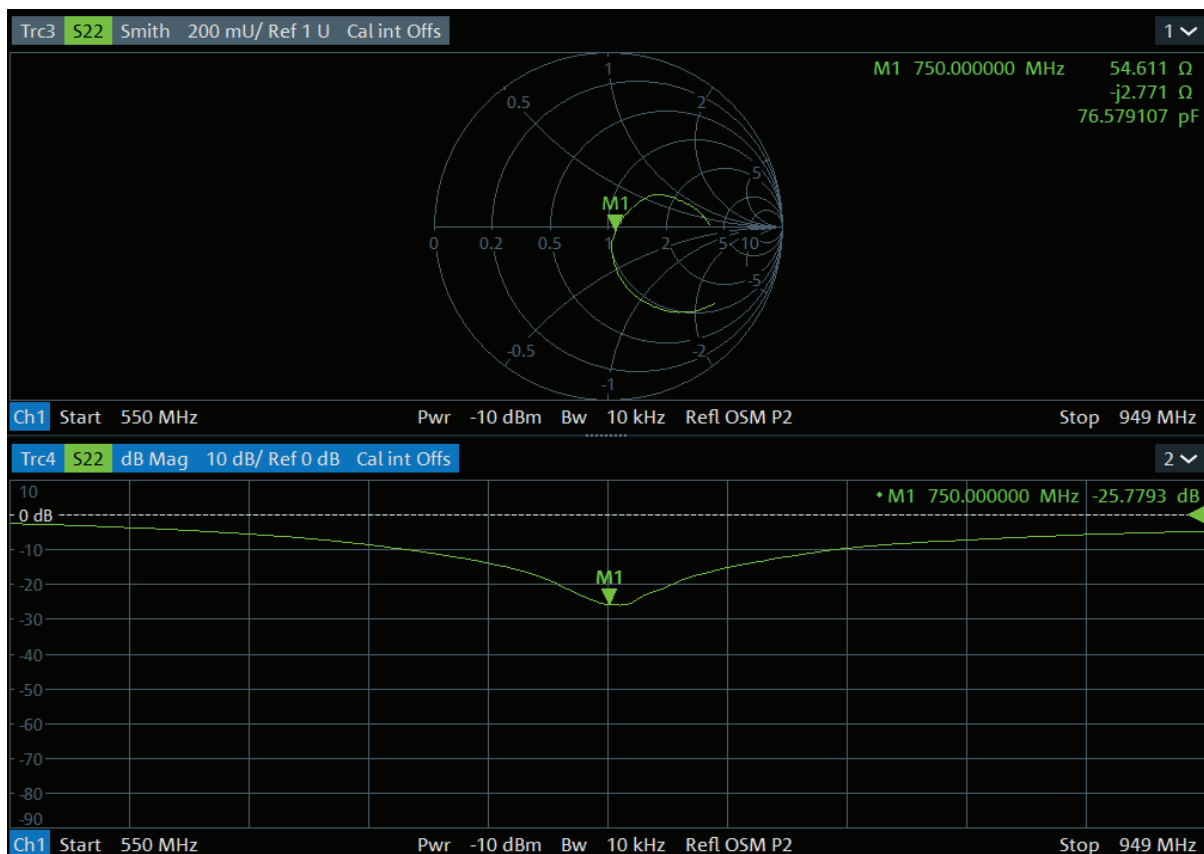 Trc3 S22 Smith 200 mU/ Ref 1 U Cal int Offs 1
M1 750.000000 MHz 54.611 Ω
-j2.771 Ω
76.579107 pF
1
0.5 2
5
M1
0 0.2 0.5 1 2 5 10
-5
-0.5 -2
-1
Ch1 Start 550 MHz Pwr -10 dBm Bw 10 kHz Refl OSM P2 Stop 949 MHz
Trc4 S22 dB Mag 10 dB/ Ref 0 dB Cal int Offs 2
10
M1 750.000000 MHz -25.7793 dB
0 dB
-10
-20
M1
-30
-40
-50
-60
-70
-80
-90
Ch1 Start 550 MHz Pwr -10 dBm Bw 10 kHz Refl OSM P2 Stop 949 MHz